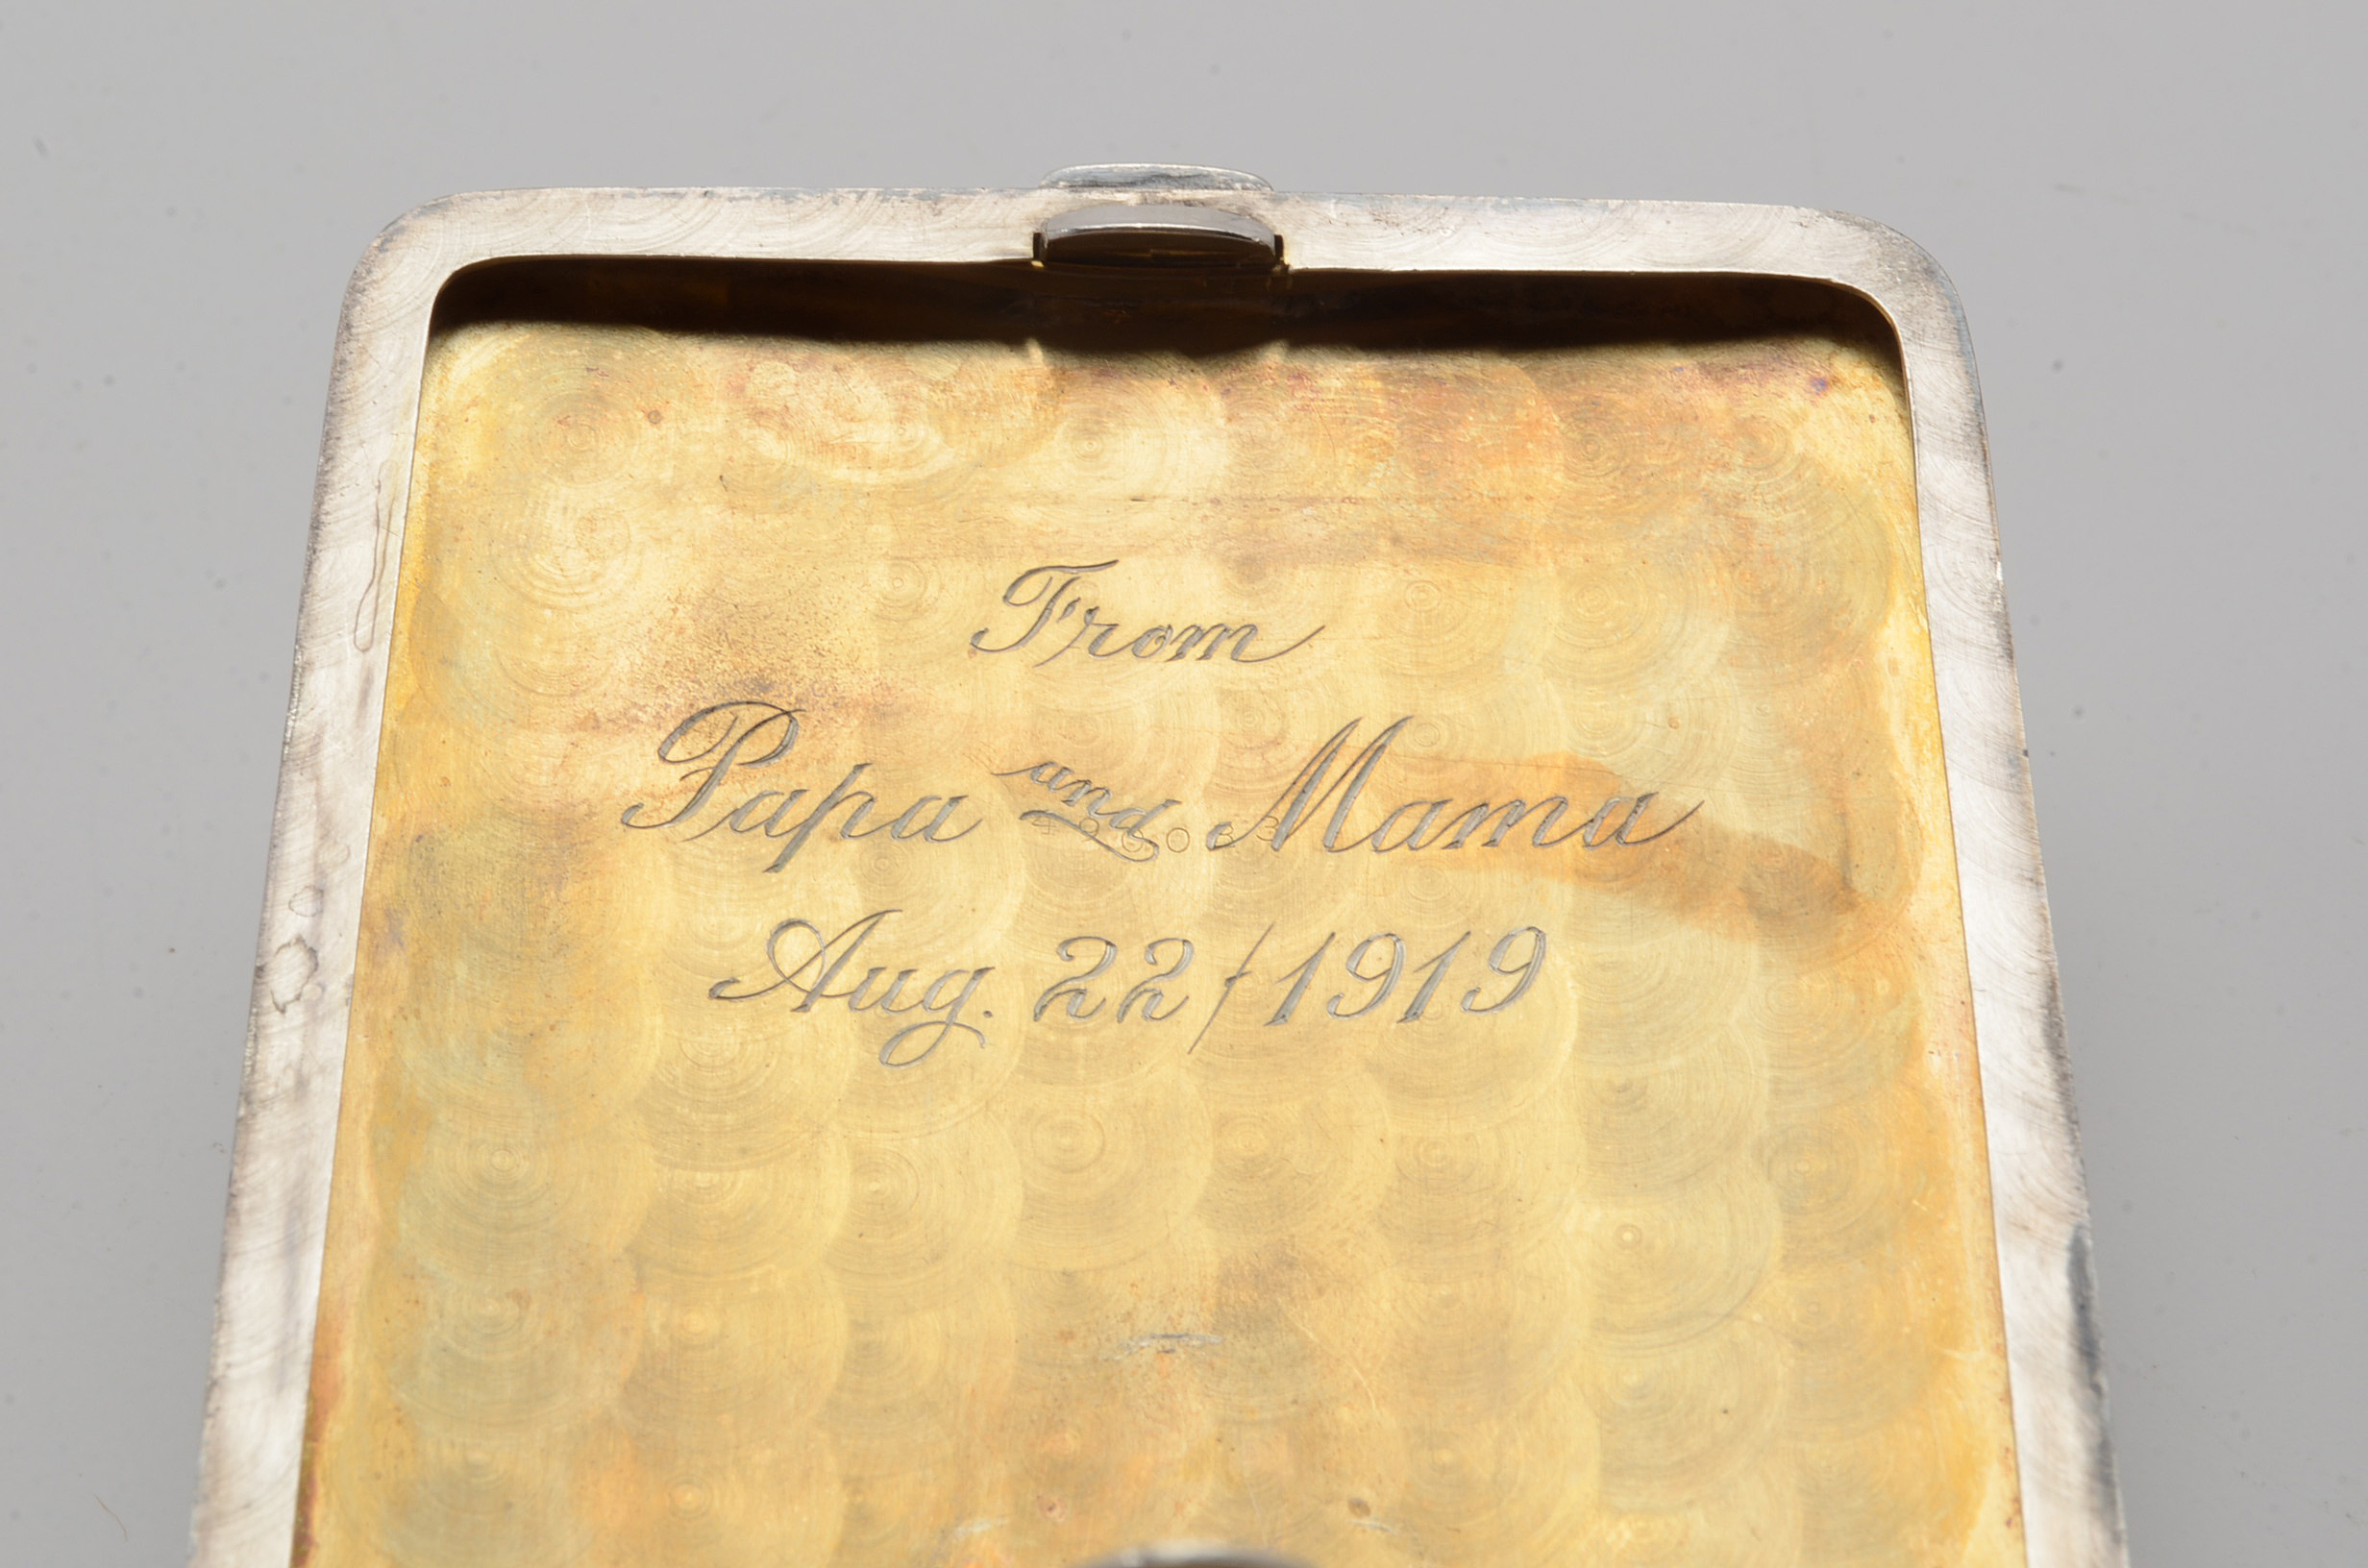 From
Papa and Mama
Aug. 22/1919